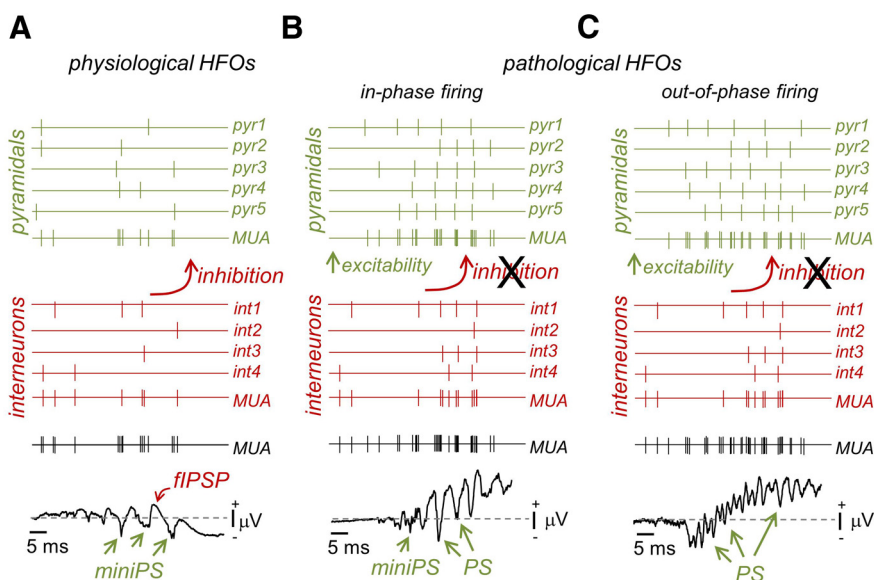 A
B
C
physiological HFOs
pathological HFOs
in-phase firing
out-of-phase firing
pyramidals
pyr1
pyr2
pyr3
pyr4
pyr5
MUA
inhibition
interneurons
int1
int2
int3
int4
MUA
MUA
fIPSP
+
μV
-
5 ms
miniPS
pyramidals
pyr1
pyr2
pyr3
pyr4
pyr5
MUA
excitability
inhibition
interneurons
int1
int2
int3
int4
MUA
MUA
+
μV
-
5 ms
miniPS
PS
pyramidals
pyr1
pyr2
pyr3
pyr4
pyr5
MUA
excitability
inhibition
interneurons
int1
int2
int3
int4
MUA
MUA
+
μV
-
5 ms
PS